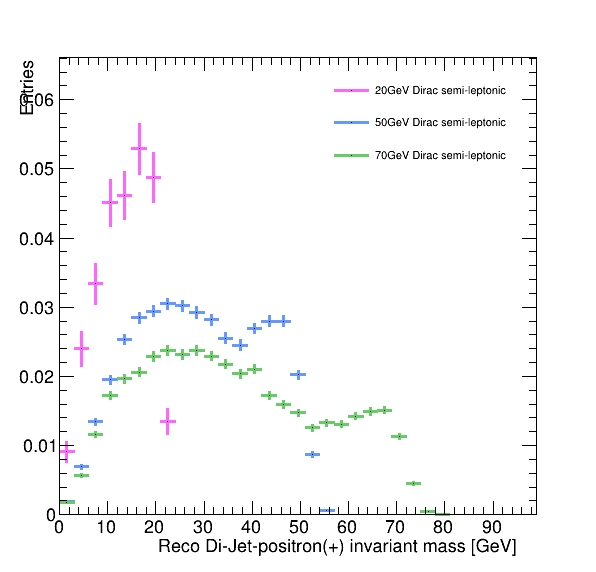 Entries
0.06
0.05
0.04
0.03
0.02
0.01
0
20GeV Dirac semi-leptonic
50GeV Dirac semi-leptonic
70GeV Dirac semi-leptonic
0 10 20 30 40 50 60 70 80 90
Reco Di-Jet-positron(+) invariant mass [GeV]